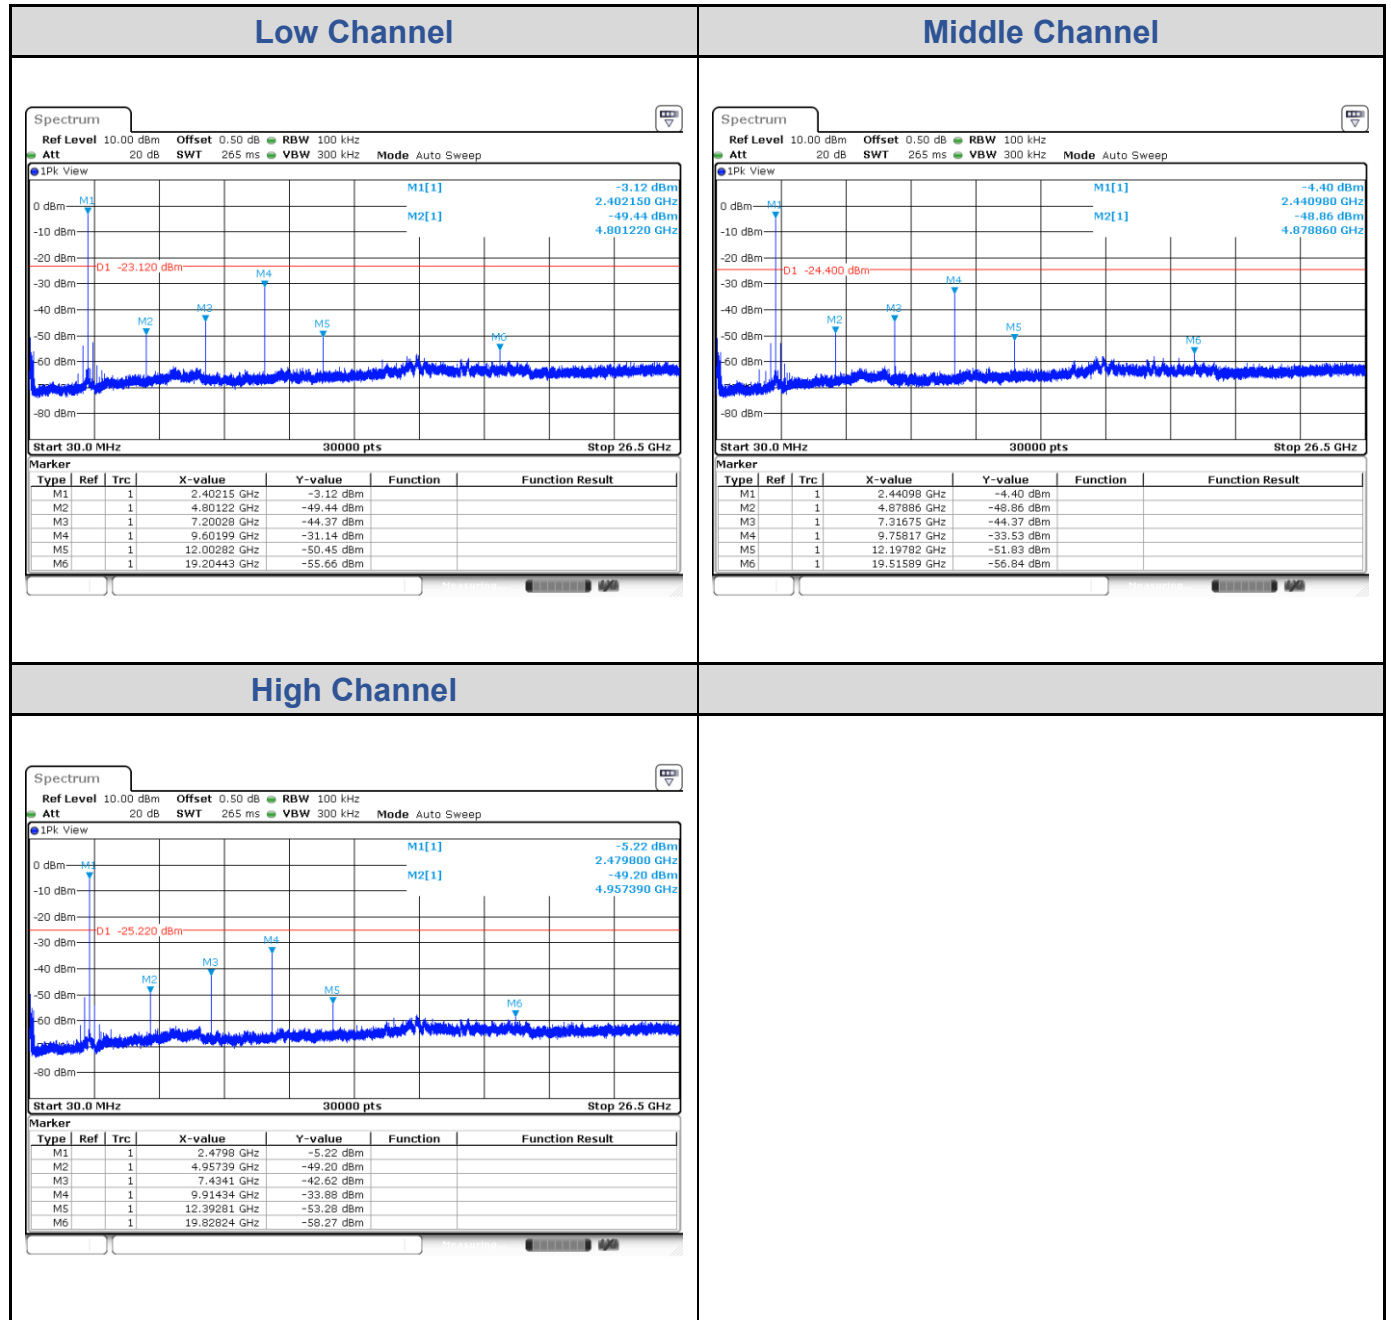 Low Channel
Middle Channel
Spectrum
Ref Level 10.00 dBm Offset 0.50 dB RBW 100 kHz
Att 20 dB SWT 265 ms VBW 300 kHz Mode Auto Sweep
1Pk View
M1[1] -3.12 dBm
2.402150 GHz
M2[1] -49.44 dBm
4.801220 GHz
0 dBm
-10 dBm
-20 dBm
D1 -23.120 dBm
-30 dBm
-40 dBm
-50 dBm
-60 dBm
-80 dBm
M1
M2
M3
M4
M5
M6
Start 30.0 MHz 30000 pts Stop 26.5 GHz
Marker
Type Ref Trc X-value Y-value Function Function Result
M1 1 2.40215 GHz -3.12 dBm
M2 1 4.80122 GHz -49.44 dBm
M3 1 7.20028 GHz -44.37 dBm
M4 1 9.60199 GHz -31.14 dBm
M5 1 12.00282 GHz -50.45 dBm
M6 1 19.20443 GHz -55.66 dBm
Spectrum
Ref Level 10.00 dBm Offset 0.50 dB RBW 100 kHz
Att 20 dB SWT 265 ms VBW 300 kHz Mode Auto Sweep
1Pk View
M1[1] -4.40 dBm
2.440980 GHz
M2[1] -48.86 dBm
4.878860 GHz
0 dBm
-10 dBm
-20 dBm
D1 -24.400 dBm
-30 dBm
-40 dBm
-50 dBm
-60 dBm
-80 dBm
M1
M2
M3
M4
M5
M6
Start 30.0 MHz 30000 pts Stop 26.5 GHz
Marker
Type Ref Trc X-value Y-value Function Function Result
M1 1 2.44098 GHz -4.40 dBm
M2 1 4.87886 GHz -48.86 dBm
M3 1 7.31675 GHz -44.37 dBm
M4 1 9.75817 GHz -33.53 dBm
M5 1 12.19782 GHz -51.83 dBm
M6 1 19.51589 GHz -56.84 dBm
High Channel
Spectrum
Ref Level 10.00 dBm Offset 0.50 dB RBW 100 kHz
Att 20 dB SWT 265 ms VBW 300 kHz Mode Auto Sweep
1Pk View
M1[1] -5.22 dBm
2.479800 GHz
M2[1] -49.20 dBm
4.957390 GHz
0 dBm
-10 dBm
-20 dBm
D1 -25.220 dBm
-30 dBm
-40 dBm
-50 dBm
-60 dBm
-80 dBm
M1
M2
M3
M4
M5
M6
Start 30.0 MHz 30000 pts Stop 26.5 GHz
Marker
Type Ref Trc X-value Y-value Function Function Result
M1 1 2.4798 GHz -5.22 dBm
M2 1 4.95739 GHz -49.20 dBm
M3 1 7.4341 GHz -42.62 dBm
M4 1 9.91434 GHz -33.88 dBm
M5 1 12.39281 GHz -53.28 dBm
M6 1 19.82824 GHz -58.27 dBm